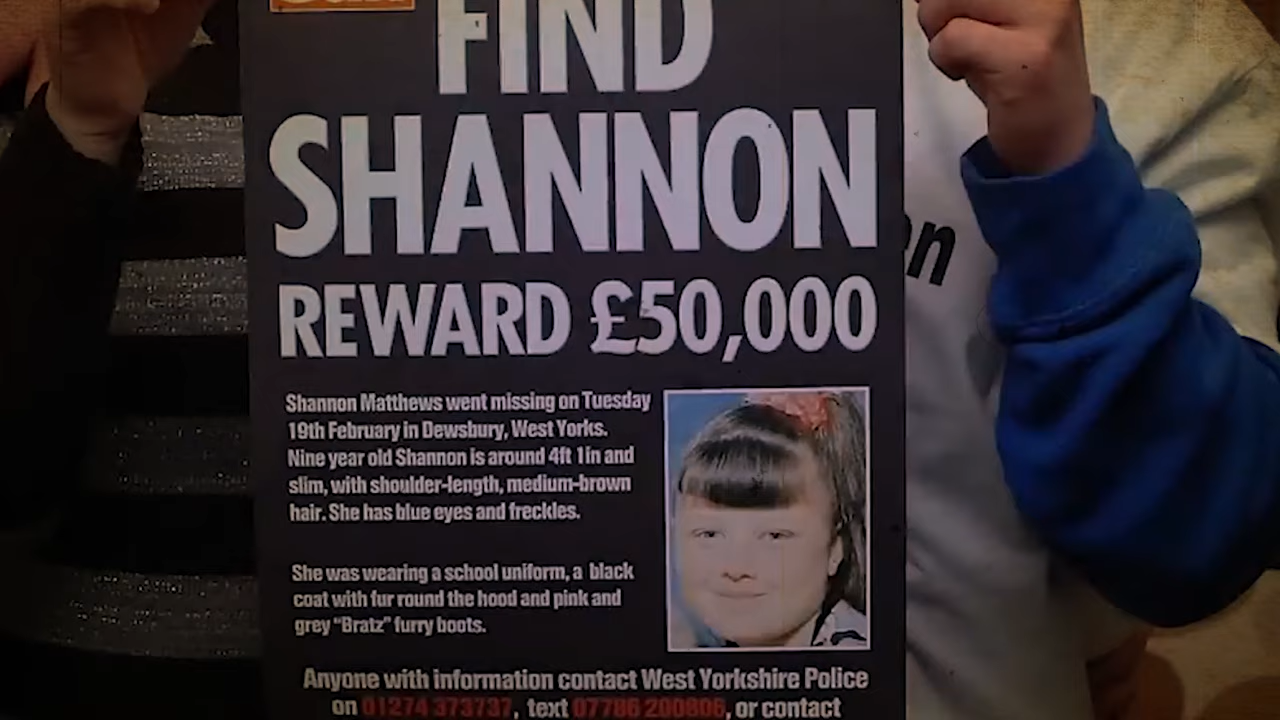 FIND
SHANNON
REWARD £50,000
Shannon Matthews went missing on Tuesday
19th February in Dewsbury, West Yorks.
Nine year old Shannon is around 4ft 1in and
slim, with shoulder-length, medium-brown
hair. She has blue eyes and freckles.
She was wearing a school uniform, a black
coat with fur round the hood and pink and
grey "Bratz" furry boots.
Anyone with information contact West Yorkshire Police
on 01274 373737, text 07786 200806, or contact